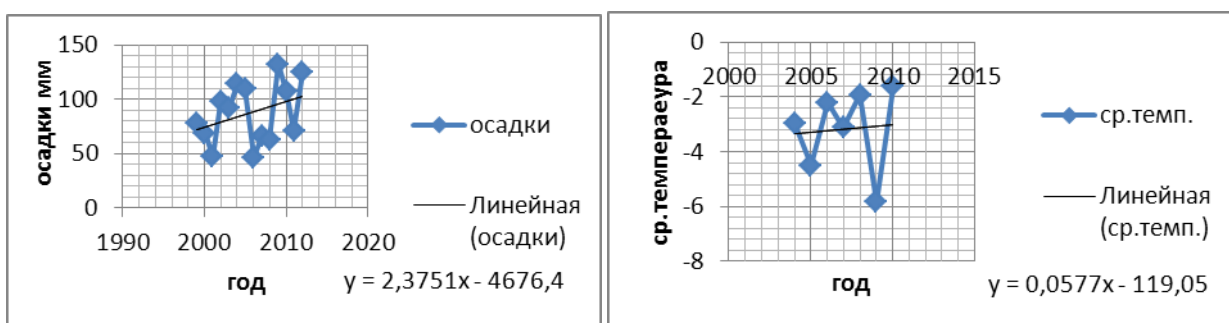 150
100
50
0
осадки мм
1990 2000 2010 2020
год
осадки
Линейная
(осадки)
y = 2,3751x - 4676,4
0
-2
-4
-6
-8
ср.темпераеура
2000 2005 2010 2015
год
ср.темп.
Линейная
(ср.темп.)
y = 0,0577x - 119,05